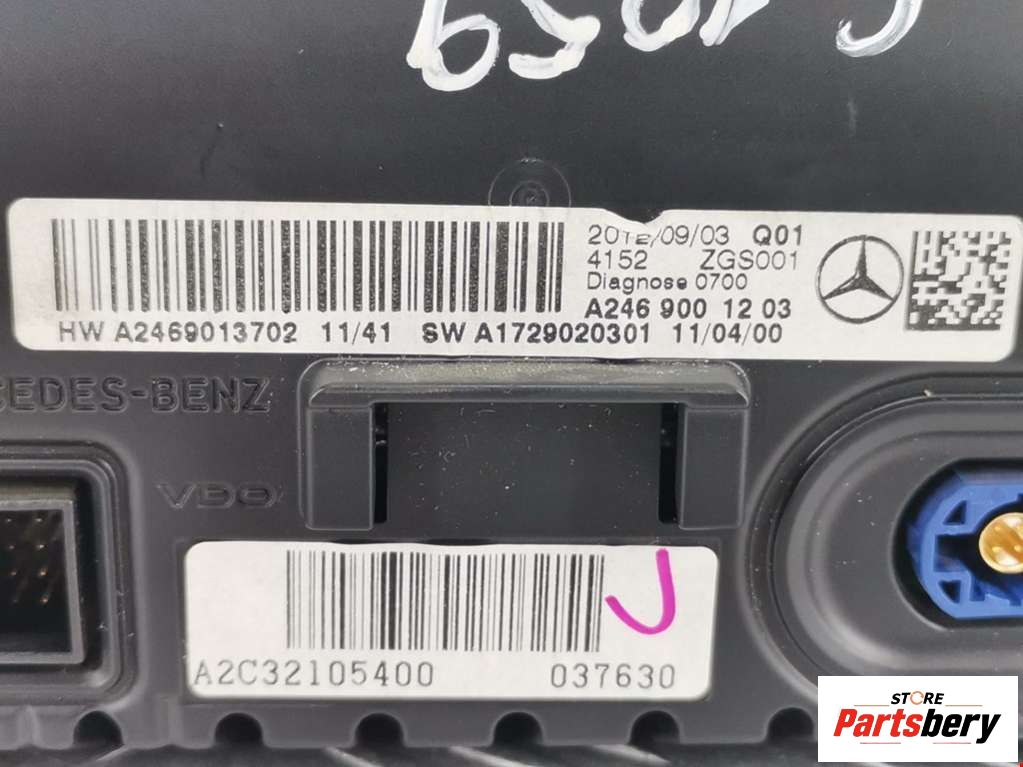 2012/09/03 Q01
4152 ZGS001
Diagnose 0700
A246 900 12 03
HW A2469013702 11/41 SW A1729020301 11/04/00
CEDES-BENZ
VDO
A2C32105400 037630
STORE
Partsbery